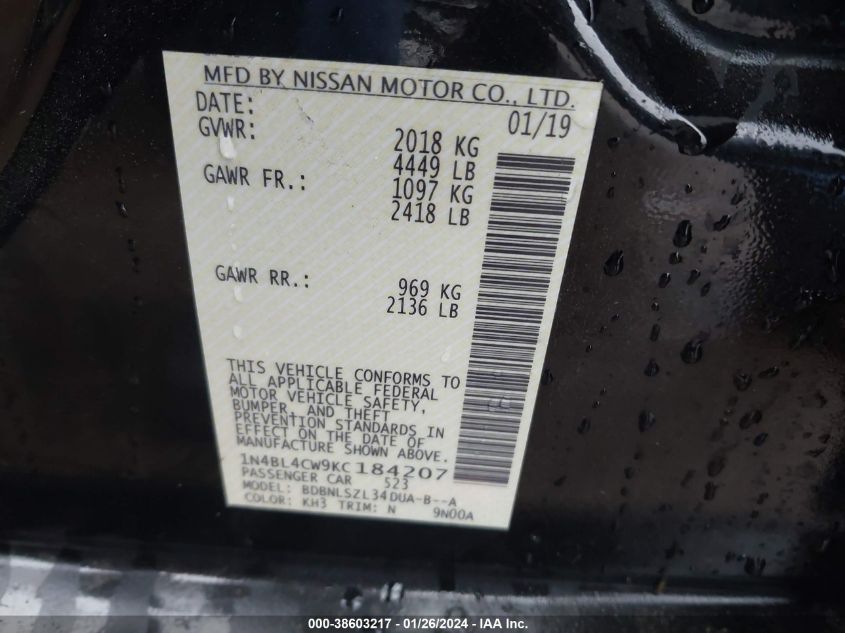 MFD BY NISSAN MOTOR CO., LTD.
DATE: 01/19
GVWR: 2018 KG
4449 LB
GAWR FR.: 1097 KG
2418 LB
GAWR RR.: 969 KG
2136 LB
THIS VEHICLE CONFORMS TO
ALL APPLICABLE FEDERAL
MOTOR VEHICLE SAFETY,
BUMPER, AND THEFT
PREVENTION STANDARDS IN
EFFECT ON THE DATE OF
MANUFACTURE SHOWN ABOVE.
1N4BL4CW9KC184207
PASSENGER CAR 523
MODEL: BDBNLSZL34DUA-B--A
COLOR: KH3 TRIM: N 9N00A
000-38603217 - 01/26/2024 - IAA Inc.